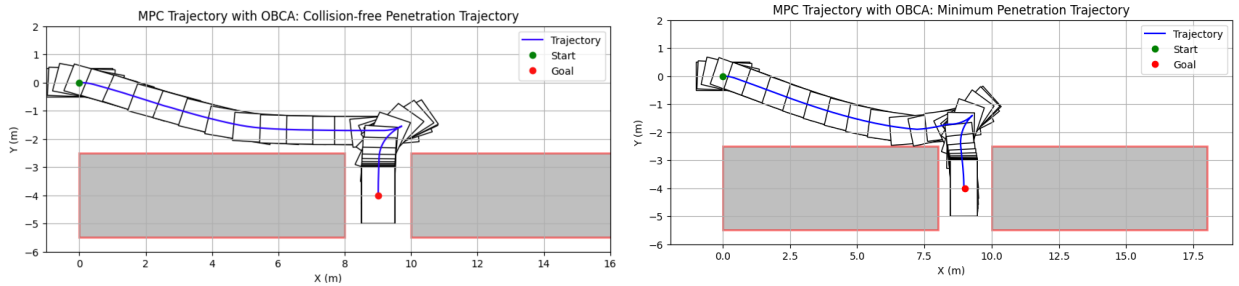 MPC Trajectory with OBCA: Collision-free Penetration Trajectory
2
1
0
-1
-2
-3
-4
-5
-6
Y (m)
0 2 4 6 8 10 12 14 16
X (m)
Trajectory
Start
Goal
MPC Trajectory with OBCA: Minimum Penetration Trajectory
2
1
0
−1
−2
−3
−4
−5
−6
Y (m)
0.0 2.5 5.0 7.5 10.0 12.5 15.0 17.5
X (m)
Trajectory
Start
Goal